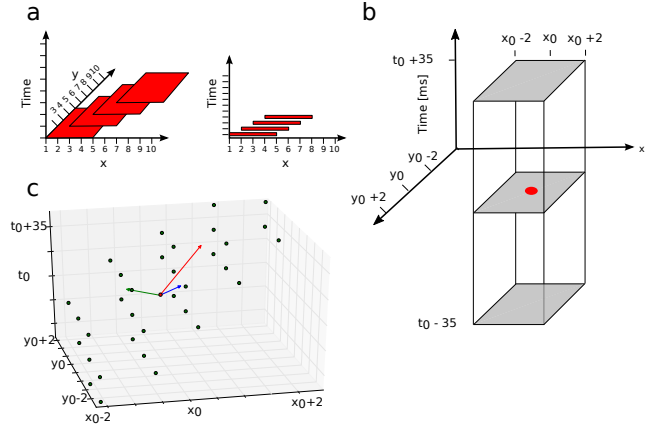 a
Time
y
3 4 5 6 7 8 9 10
1 2 3 4 5 6 7 8 9 10
x
Time
1 2 3 4 5 6 7 8 9 10
x
b
x0 -2 x0 x0 +2
t0 +35
Time [ms]
x
y0 -2
y0
y0 +2
t0 - 35
c
t0+35
t0
y0+2
y0
y0-2
x0-2
x0
x0+2